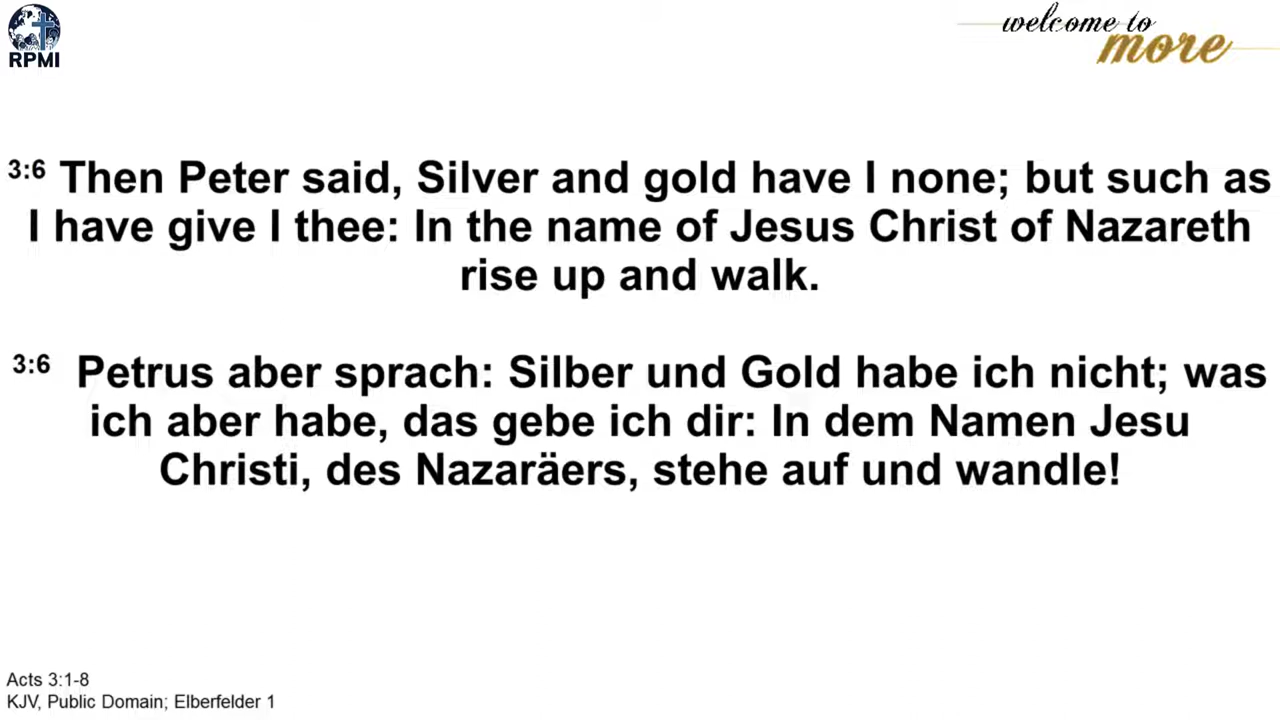 RPMI
welcome to
more
3:6 Then Peter said, Silver and gold have I none; but such as
I have give I thee: In the name of Jesus Christ of Nazareth
rise up and walk.
3:6 Petrus aber sprach: Silber und Gold habe ich nicht; was
ich aber habe, das gebe ich dir: In dem Namen Jesu
Christi, des Nazaräers, stehe auf und wandle!
Acts 3:1-8
KJV, Public Domain; Elberfelder 1